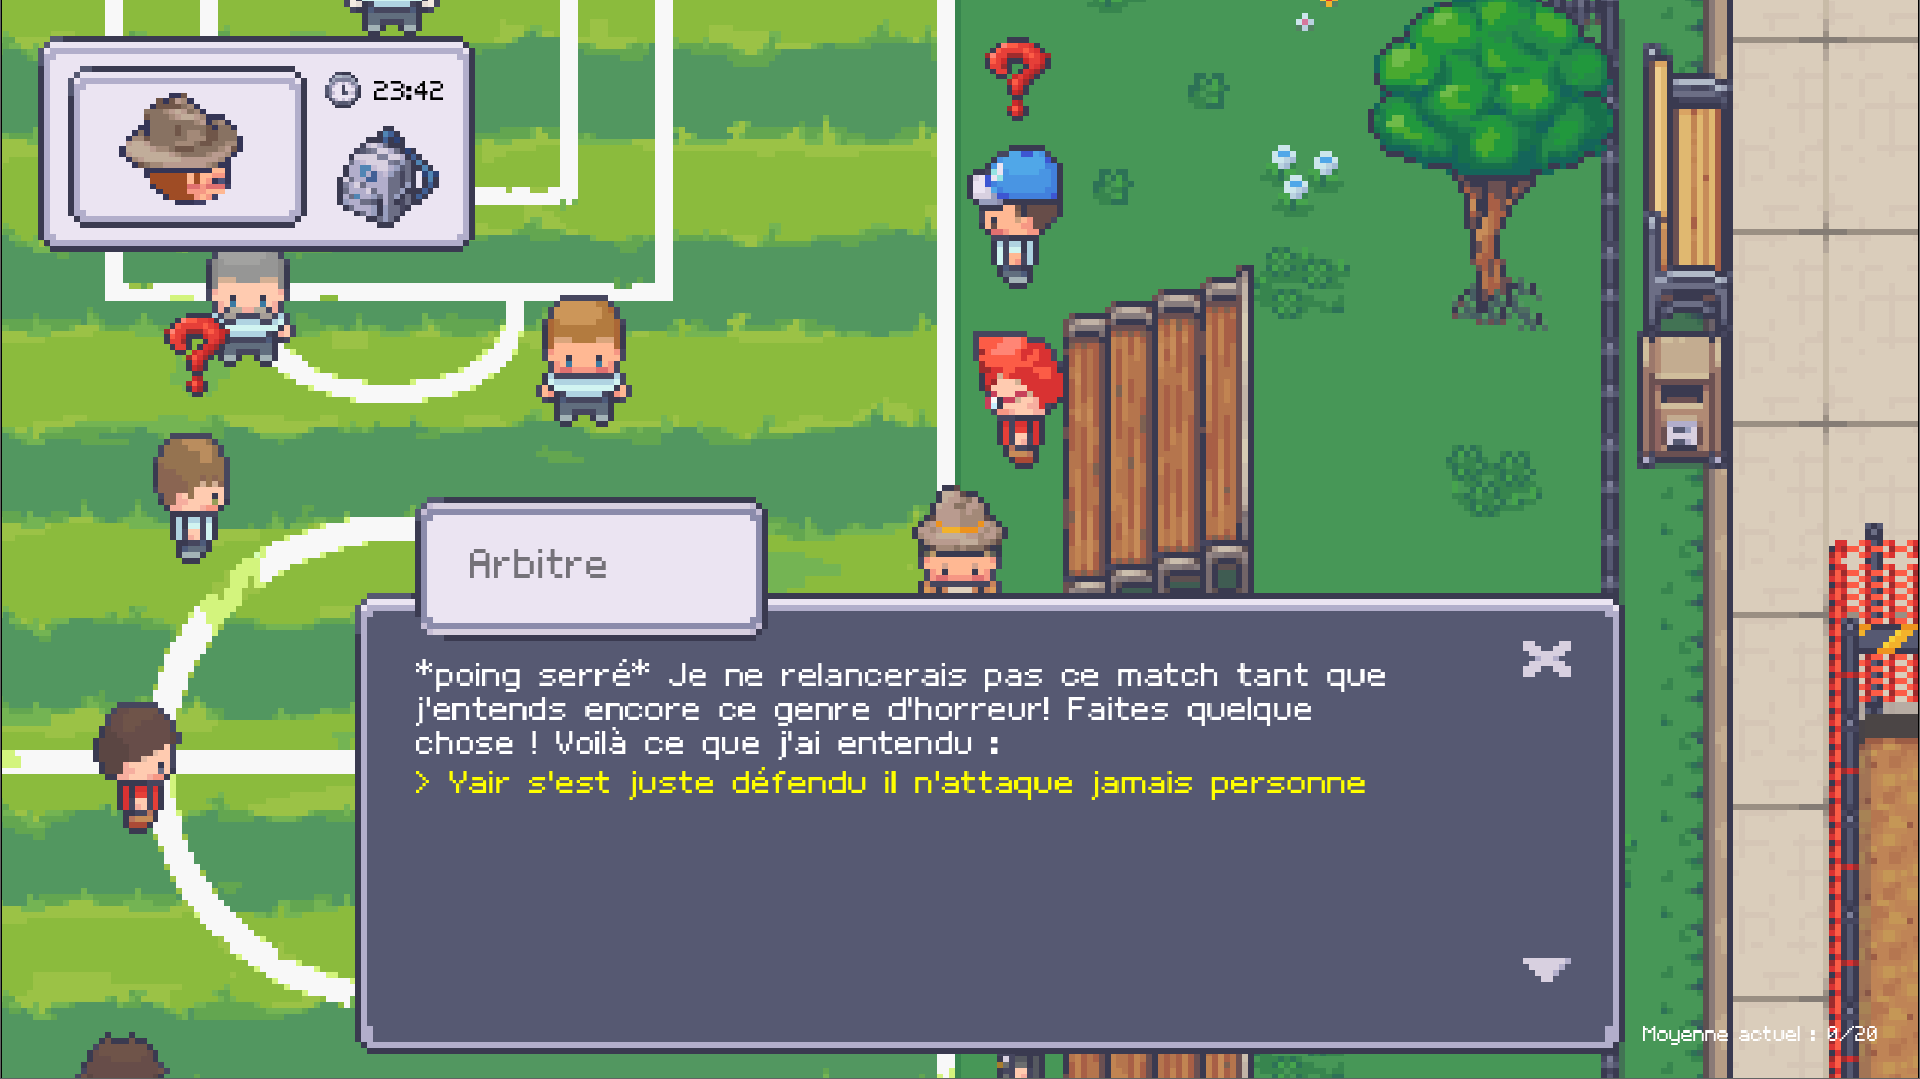 23:42
Arbitre
*poing serré* Je ne relancerais pas ce match tant que
j'entends encore ce genre d'horreur! Faites quelque
chose ! Voilà ce que j'ai entendu :
> Yair s'est juste défendu il n'attaque jamais personne
Moyenne actuel : 0/20